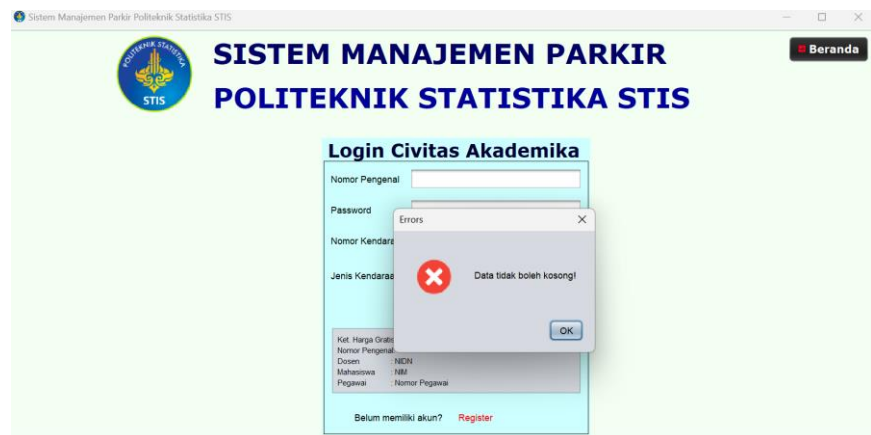 Sistem Manajemen Parkir Politeknik Statistika STIS
POLITEKNIK STATISTIKA
STIS
SISTEM MANAJEMEN PARKIR
POLITEKNIK STATISTIKA STIS
Beranda
Login Civitas Akademika
Nomor Pengenal
Password
Errors
Nomor Kendara
Jenis Kendaraa
Data tidak boleh kosong!
OK
Ket. Harga Gratis
Nomor Pengenal
Dosen : NIDN
Mahasiswa : NIM
Pegawai : Nomor Pegawai
Belum memiliki akun? Register